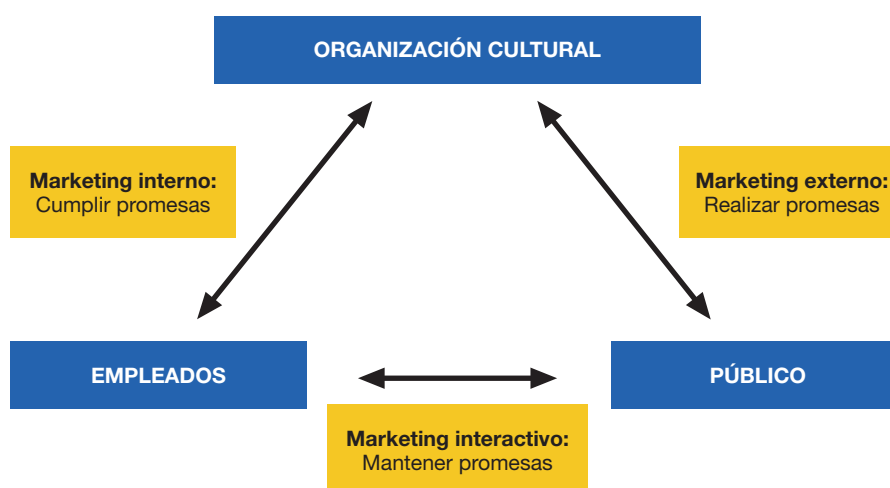 ORGANIZACIÓN CULTURAL
Marketing interno:
Cumplir promesas
Marketing externo:
Realizar promesas
EMPLEADOS
PÚBLICO
Marketing interactivo:
Mantener promesas